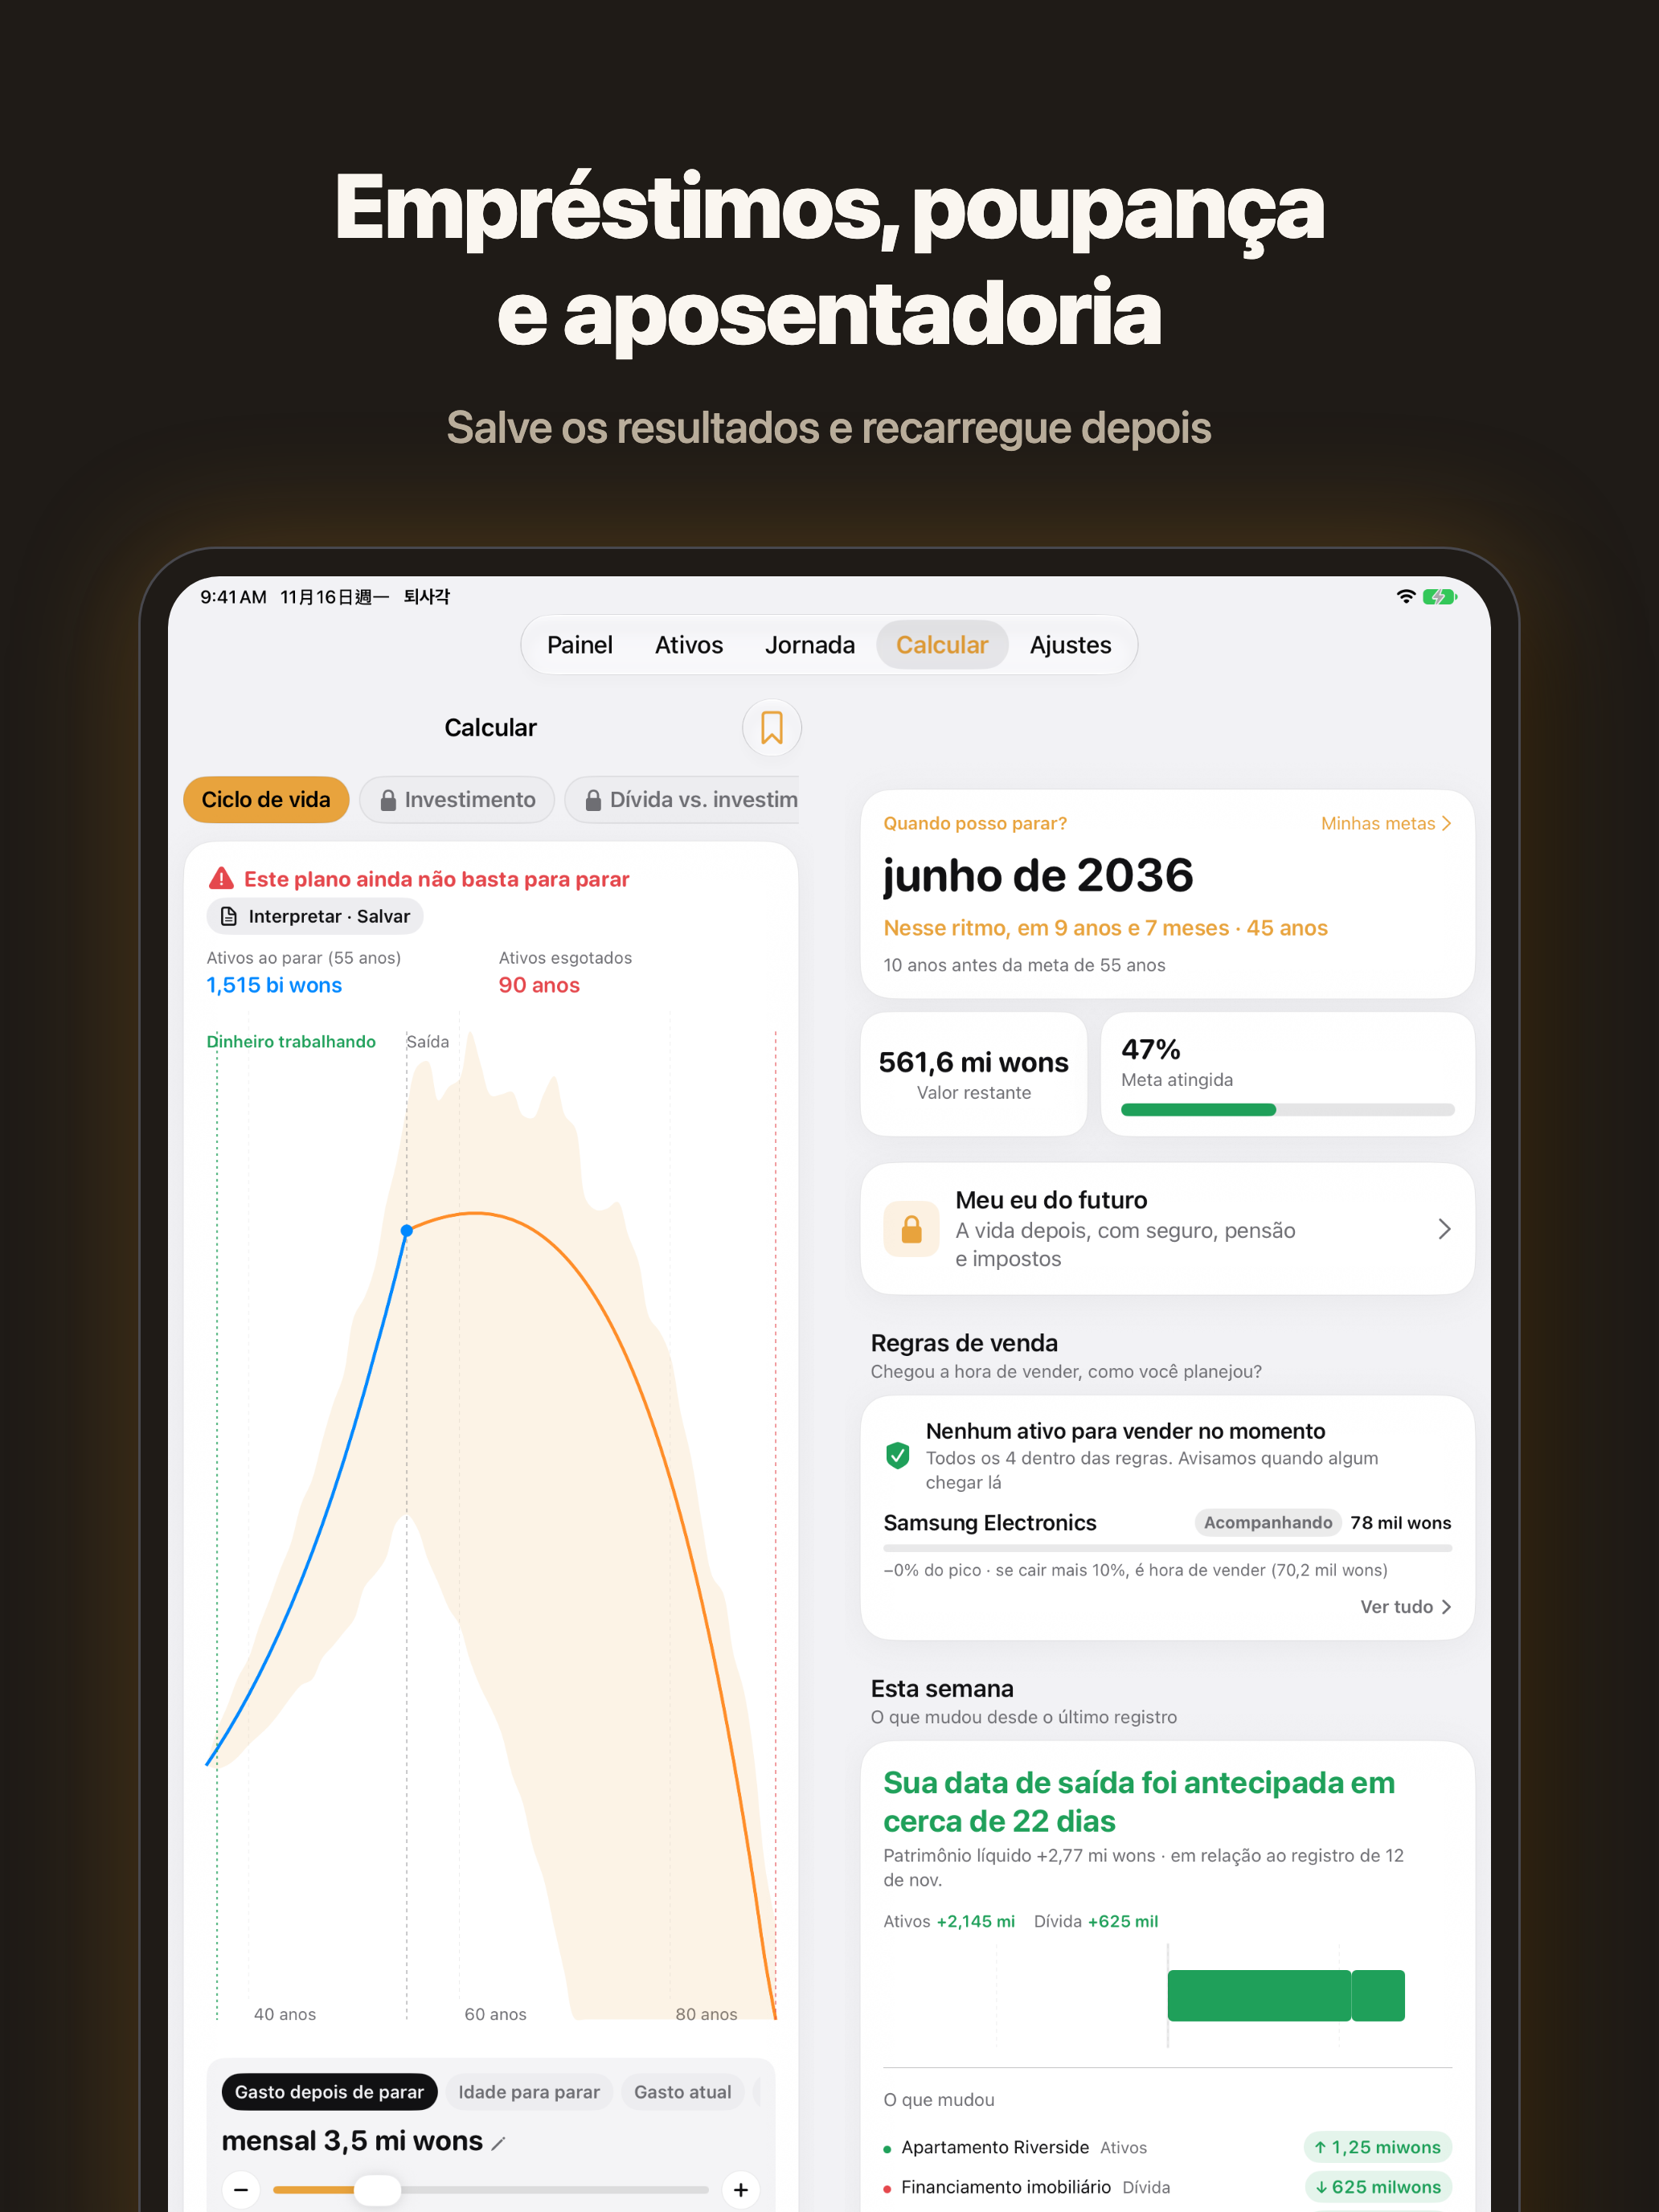 Empréstimos, poupança
e aposentadoria
Salve os resultados e recarregue depois
9:41 AM 11月16日週一 퇴사각
Painel Ativos Jornada Calcular Ajustes
Calcular
Ciclo de vida Investimento Dívida vs. investim
Este plano ainda não basta para parar
Interpretar · Salvar
Ativos ao parar (55 anos) Ativos esgotados
1,515 bi wons 90 anos
Dinheiro trabalhando Saída
40 anos 60 anos 80 anos
Gasto depois de parar Idade para parar Gasto atual
mensal 3,5 mi wons
Quando posso parar? Minhas metas
junho de 2036
Nesse ritmo, em 9 anos e 7 meses · 45 anos
10 anos antes da meta de 55 anos
561,6 mi wons
Valor restante
47%
Meta atingida
Meu eu do futuro
A vida depois, com seguro, pensão
e impostos
Regras de venda
Chegou a hora de vender, como você planejou?
Nenhum ativo para vender no momento
Todos os 4 dentro das regras. Avisamos quando algum
chegar lá
Samsung Electronics Acompanhando 78 mil wons
−0% do pico · se cair mais 10%, é hora de vender (70,2 mil wons)
Ver tudo
Esta semana
O que mudou desde o último registro
Sua data de saída foi antecipada em
cerca de 22 dias
Patrimônio líquido +2,77 mi wons · em relação ao registro de 12
de nov.
Ativos +2,145 mi Dívida +625 mil
O que mudou
Apartamento Riverside Ativos ↑ 1,25 miwons
Financiamento imobiliário Dívida ↓ 625 milwons